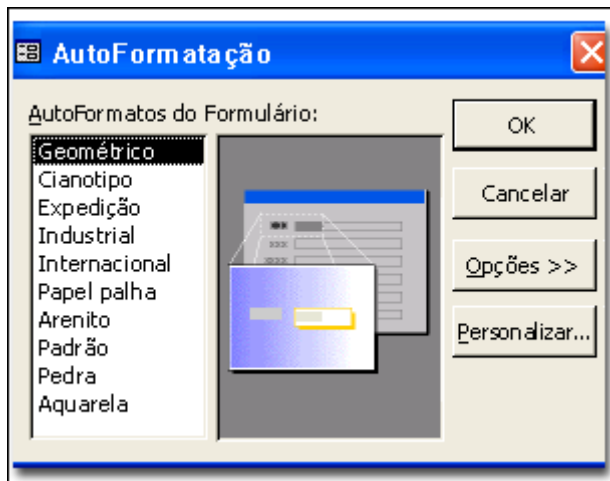 AutoFormatação
AutoFormatos do Formulário:
Geométrico
Cianotipo
Expedição
Industrial
Internacional
Papel palha
Arenito
Padrão
Pedra
Aquarela
OK
Cancelar
Opções >>
Personalizar...